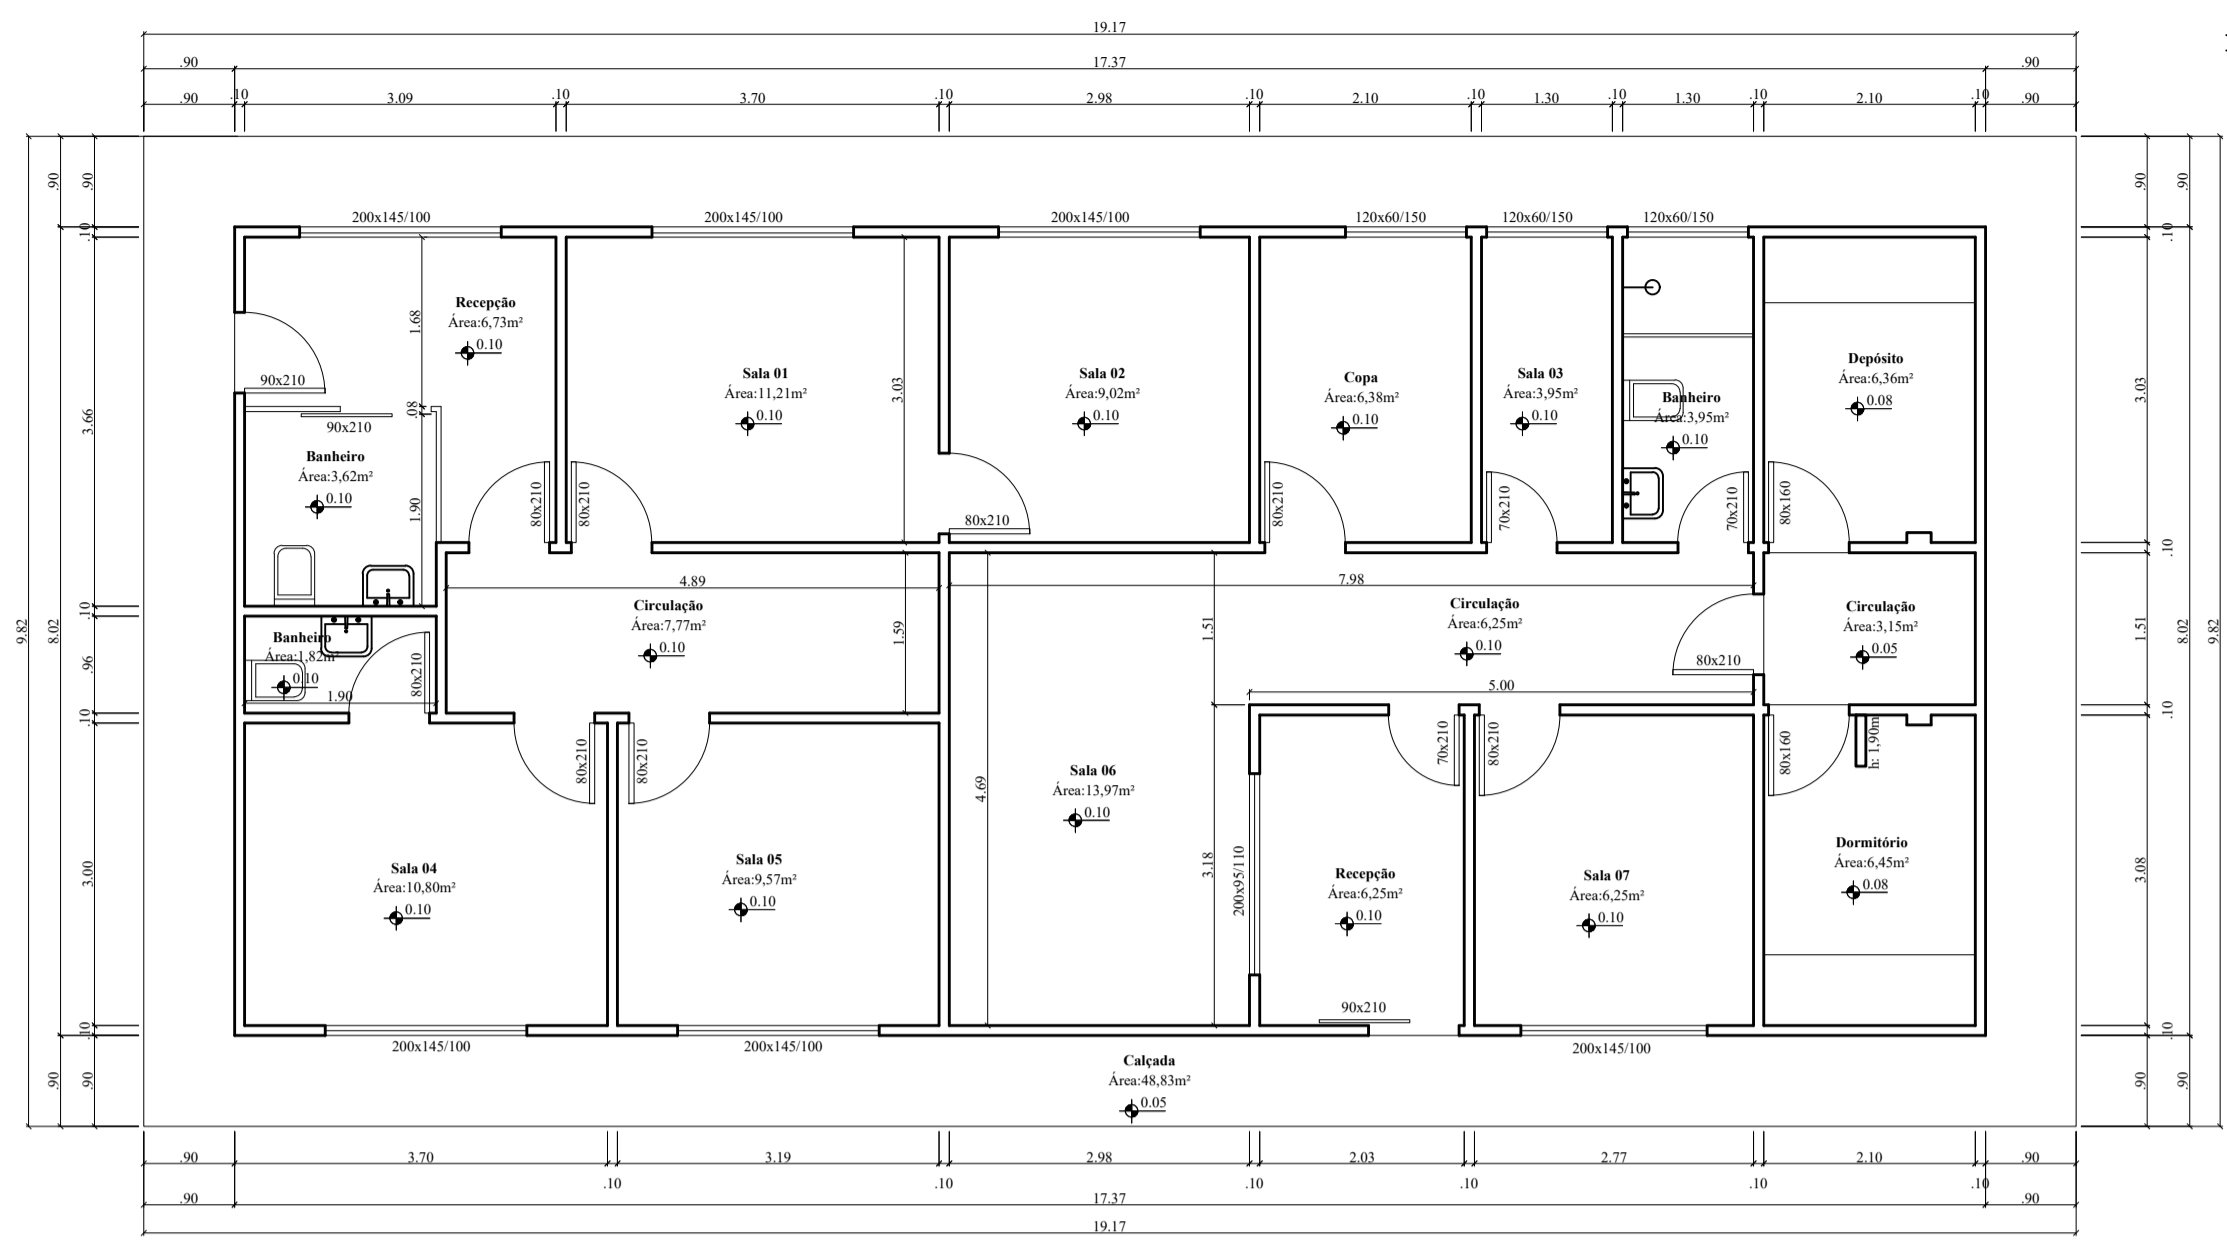 19.17
.90 17.37 .90
.90 .10 3.09 .10 3.70 .10 2.98 .10 2.10 .10 1.30 .10 1.30 .10 2.10 .10 .90
.90 .90 .90 .90
200x145/100 200x145/100 200x145/100 120x60/150 120x60/150 120x60/150
.10 .10
Recepção
Área:6,73m²
0.10
1.68
90x210
.08
90x210
Banheiro
Área:3,62m²
0.10
1.90
80x210
80x210
Sala 01
Área:11,21m²
0.10
3.03
Sala 02
Área:9,02m²
0.10
80x210
Copa
Área:6,38m²
0.10
80x210
Sala 03
Área:3,95m²
0.10
70x210
Banheiro
Área:3,95m²
0.10
70x210
Depósito
Área:6,36m²
0.08
80x160
3.66
3.03
.10
.10
9.82
8.02
.96
.10
Banheiro
Área:1,82m²
0.10
1.90
80x210
4.89
Circulação
Área:7,77m²
0.10
1.59
7.98
1.51
Circulação
Área:6,25m²
0.10
80x210
5.00
Circulação
Área:3,15m²
0.05
1.51
8.02
9.82
.10
80x210
80x210
70x210
80x210
80x160
h: 1,90m
4.69
Sala 06
Área:13,97m²
0.10
3.18
200x95/110
3.00
Sala 04
Área:10,80m²
0.10
Sala 05
Área:9,57m²
0.10
Recepção
Área:6,25m²
0.10
90x210
Sala 07
Área:6,25m²
0.10
Dormitório
Área:6,45m²
0.08
3.08
.10 .10
200x145/100 200x145/100 200x145/100
Calçada
Área:48,83m²
0.05
.90 .90 .90 .90
.90 3.70 3.19 2.98 2.03 2.77 2.10 .90
.10 .10 .10 .10 .10 .10
.90 17.37 .90
19.17